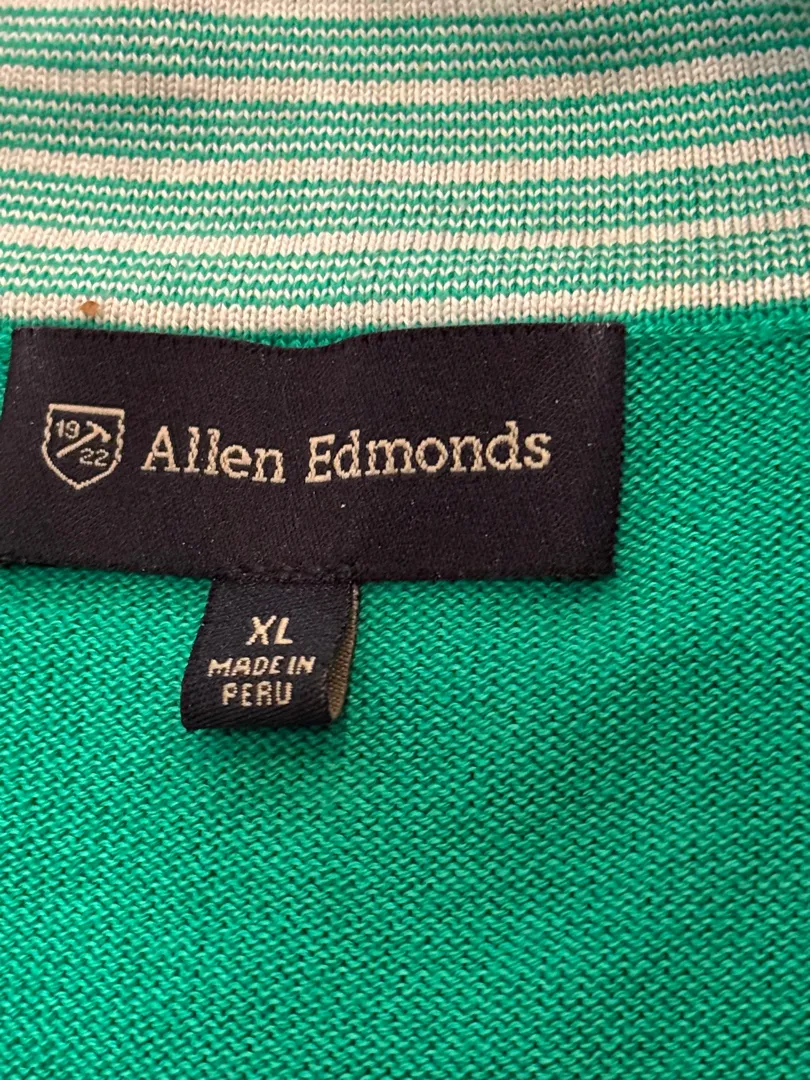 19
22
Allen Edmonds
XL
MADE IN
PERU